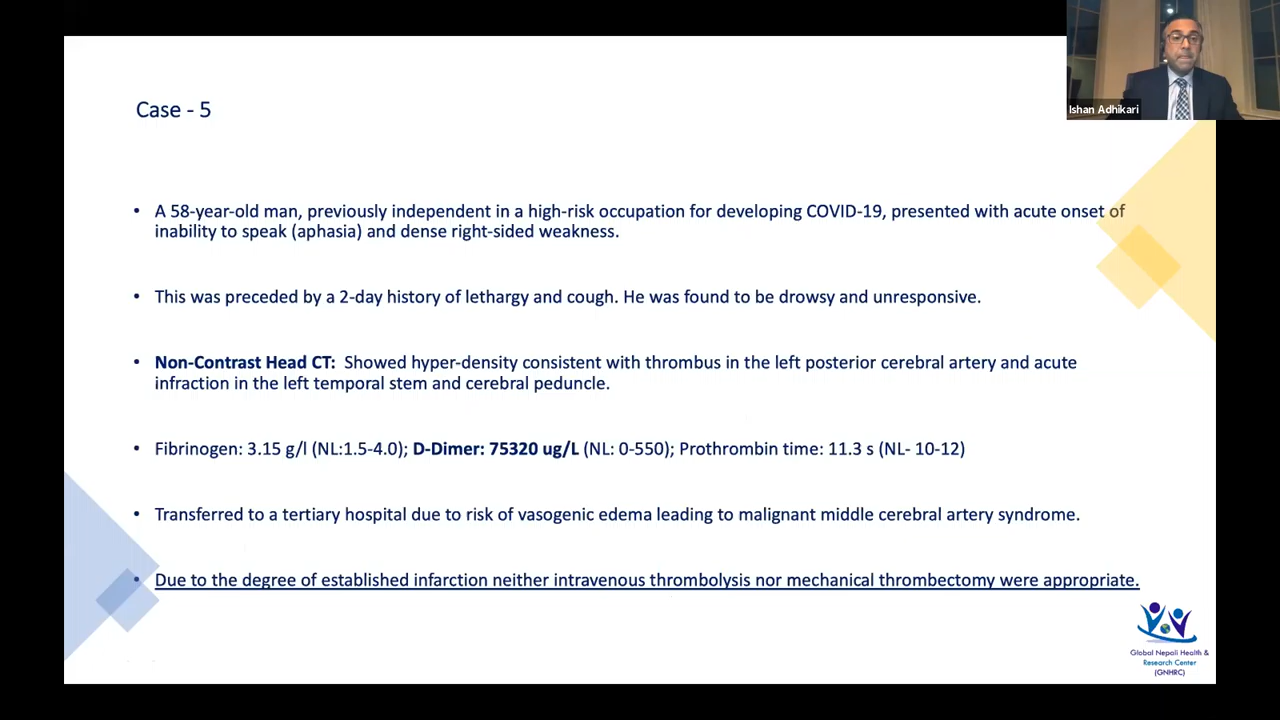 Ishan Adhikari
Case - 5
• A 58-year-old man, previously independent in a high-risk occupation for developing COVID-19, presented with acute onset of
inability to speak (aphasia) and dense right-sided weakness.
• This was preceded by a 2-day history of lethargy and cough. He was found to be drowsy and unresponsive.
• Non-Contrast Head CT: Showed hyper-density consistent with thrombus in the left posterior cerebral artery and acute
infraction in the left temporal stem and cerebral peduncle.
• Fibrinogen: 3.15 g/l (NL:1.5-4.0); D-Dimer: 75320 ug/L (NL: 0-550); Prothrombin time: 11.3 s (NL- 10-12)
• Transferred to a tertiary hospital due to risk of vasogenic edema leading to malignant middle cerebral artery syndrome.
• Due to the degree of established infarction neither intravenous thrombolysis nor mechanical thrombectomy were appropriate.
Global Nepali Health &
Research Center
(GNHRC)